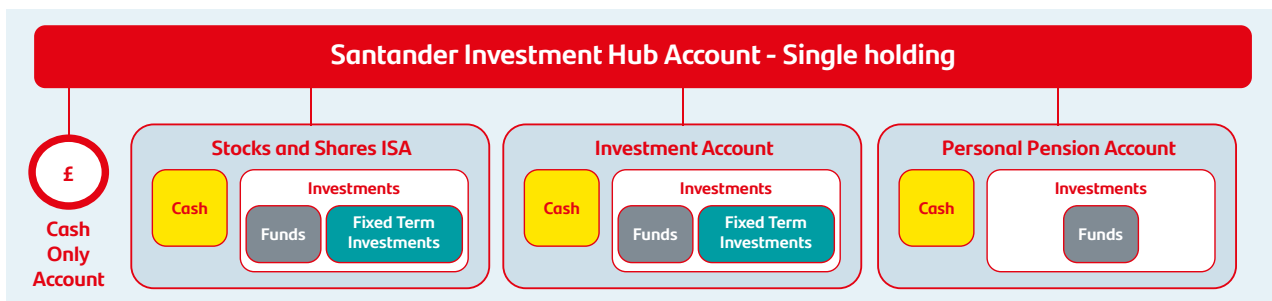 Santander Investment Hub Account - Single holding
£
Cash
Only
Account
Stocks and Shares ISA
Cash
Investments
Funds
Fixed Term
Investments
Investment Account
Cash
Investments
Funds
Fixed Term
Investments
Personal Pension Account
Cash
Investments
Funds